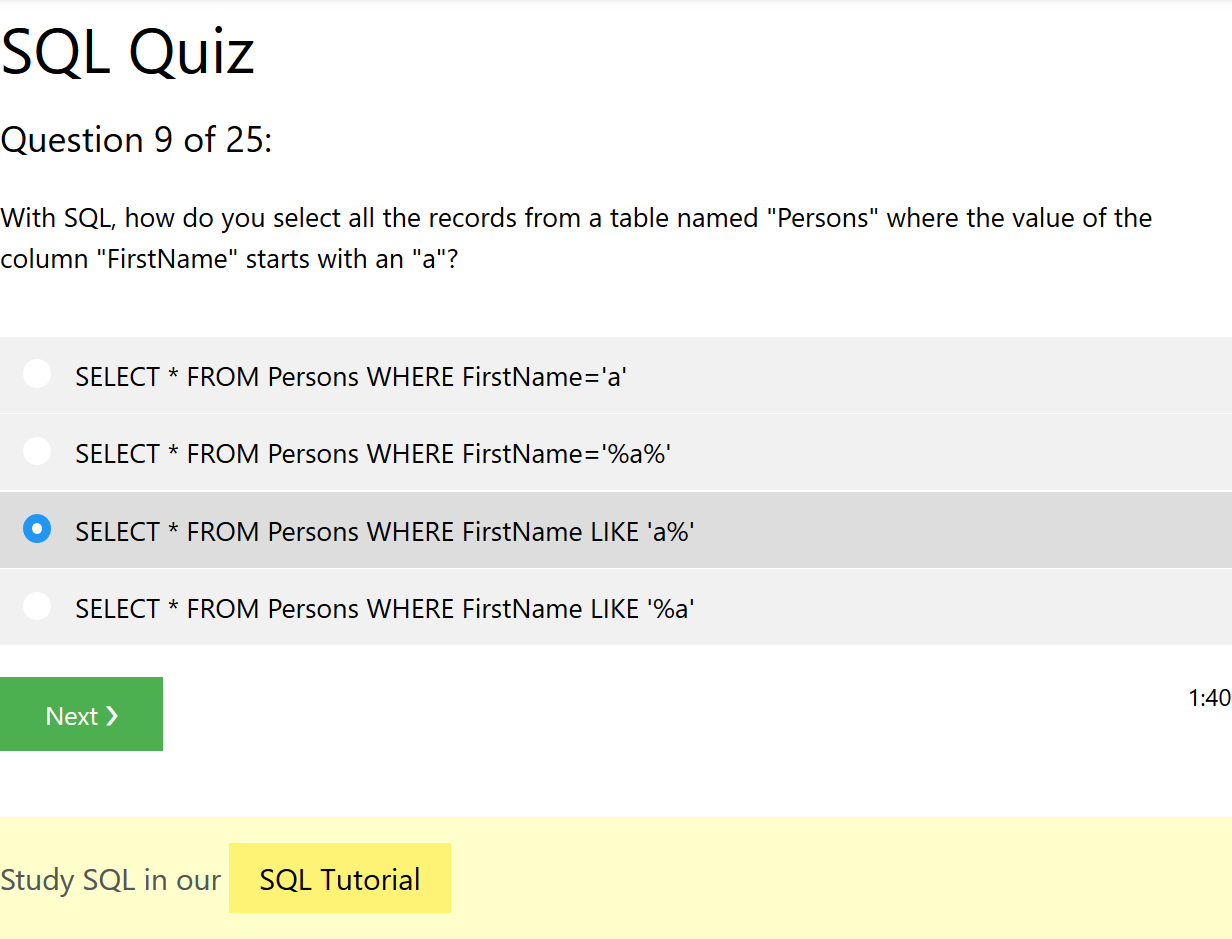 SQL Quiz
Question 9 of 25:
With SQL, how do you select all the records from a table named "Persons" where the value of the
column "FirstName" starts with an "a"?
SELECT * FROM Persons WHERE FirstName='a'
SELECT * FROM Persons WHERE FirstName='%a%'
SELECT * FROM Persons WHERE FirstName LIKE 'a%'
SELECT * FROM Persons WHERE FirstName LIKE '%a'
Next ❯
1:40
Study SQL in our SQL Tutorial